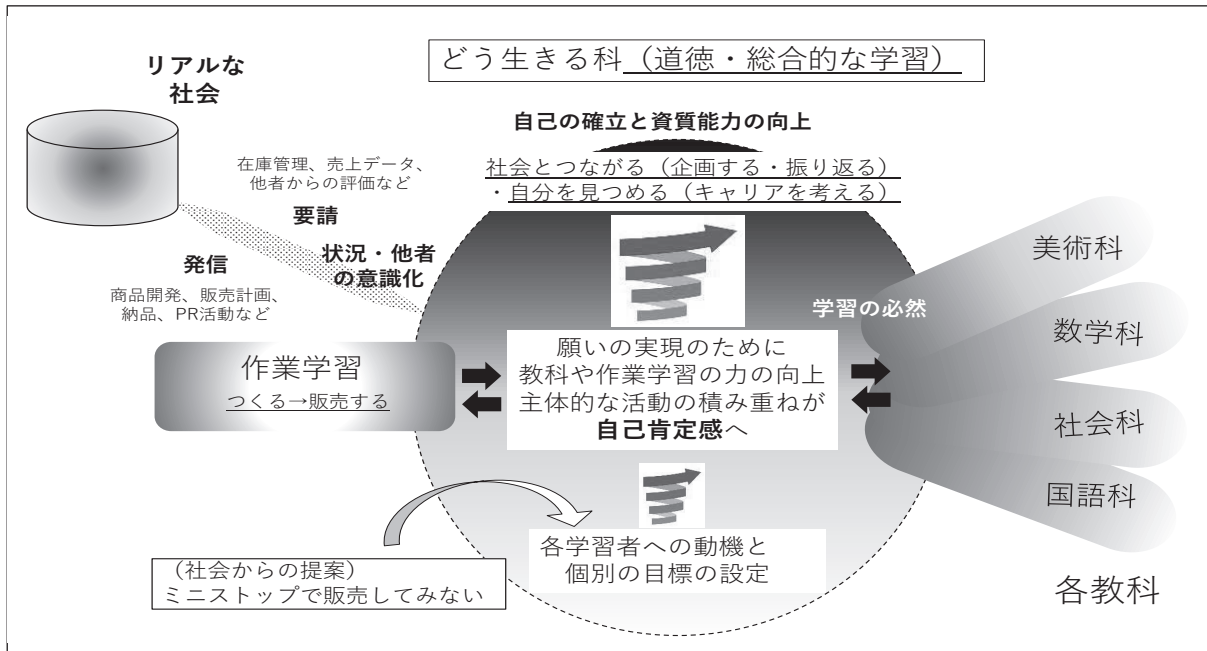 どう生きる科（道徳・総合的な学習）
リアルな
社会
自己の確立と資質能力の向上
社会とつながる（企画する・振り返る）
・自分を見つめる（キャリアを考える）
在庫管理、売上データ、
他者からの評価など
要請
状況・他者
の意識化
発信
商品開発、販売計画、
納品、PR活動など
作業学習
つくる→販売する
願いの実現のために
教科や作業学習の力の向上
主体的な活動の積み重ねが
自己肯定感へ
学習の必然
美術科
数学科
社会科
国語科
各教科
各学習者への動機と
個別の目標の設定
（社会からの提案）
ミニストップで販売してみない